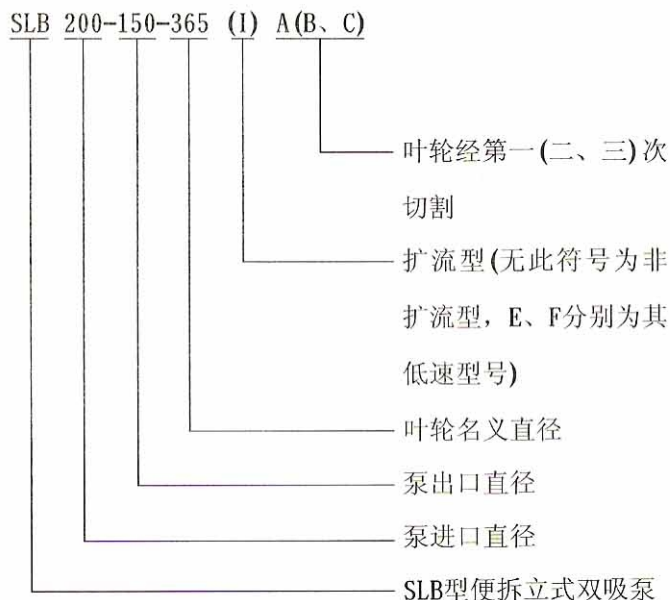 SLB 200-150-365 (I) A(B、C)
叶轮经第一(二、三)次
切割
扩流型(无此符号为非
扩流型，E、F分别为其
低速型号)
叶轮名义直径
泵出口直径
泵进口直径
SLB型便拆立式双吸泵